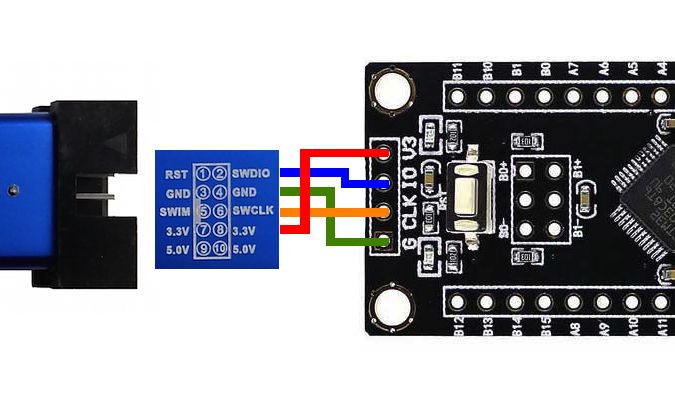 B11 B10 B1 B0 A7 A6 A5 A4
RST 1 2 SWDIO
GND 3 4 GND
SWIM 5 6 SWCLK
3.3V 7 8 3.3V
5.0V 9 10 5.0V
V3
IO
CLK
G
RST
B0+
B1+
B0-
B1-
B12 B13 B14 B15 A8 A9 A10 A11